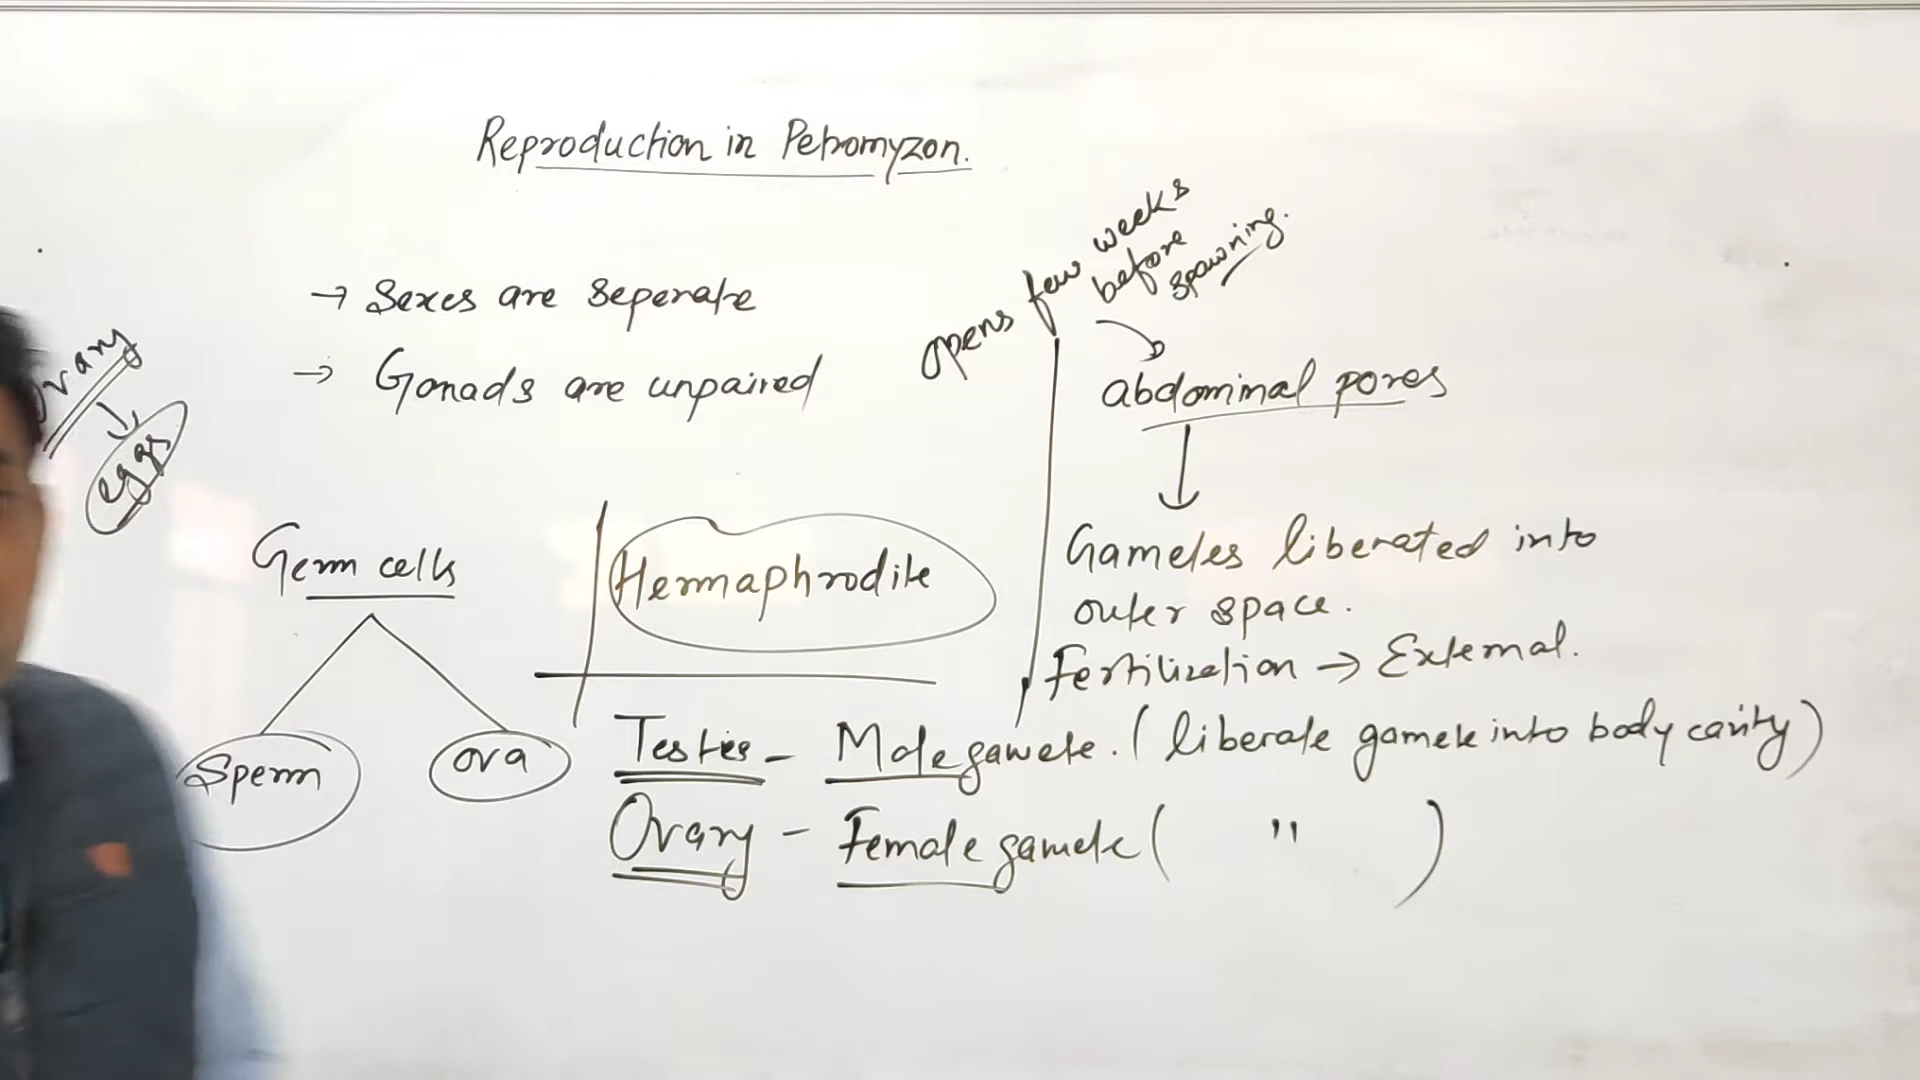 Reproduction in Petromyzon.
→ Sexes are seperate
→ Gonads are unpaired
Ovary
↓
eggs
Germ cells
Sperm
ova
Hermaphrodite
opens few weeks
before
spawning.
abdominal pores
↓
Gametes liberated into
outer space.
Fertilization → External.
Testies - Male gamete. ( liberate gamete into body cavity )
Ovary - Female gamete ( " )